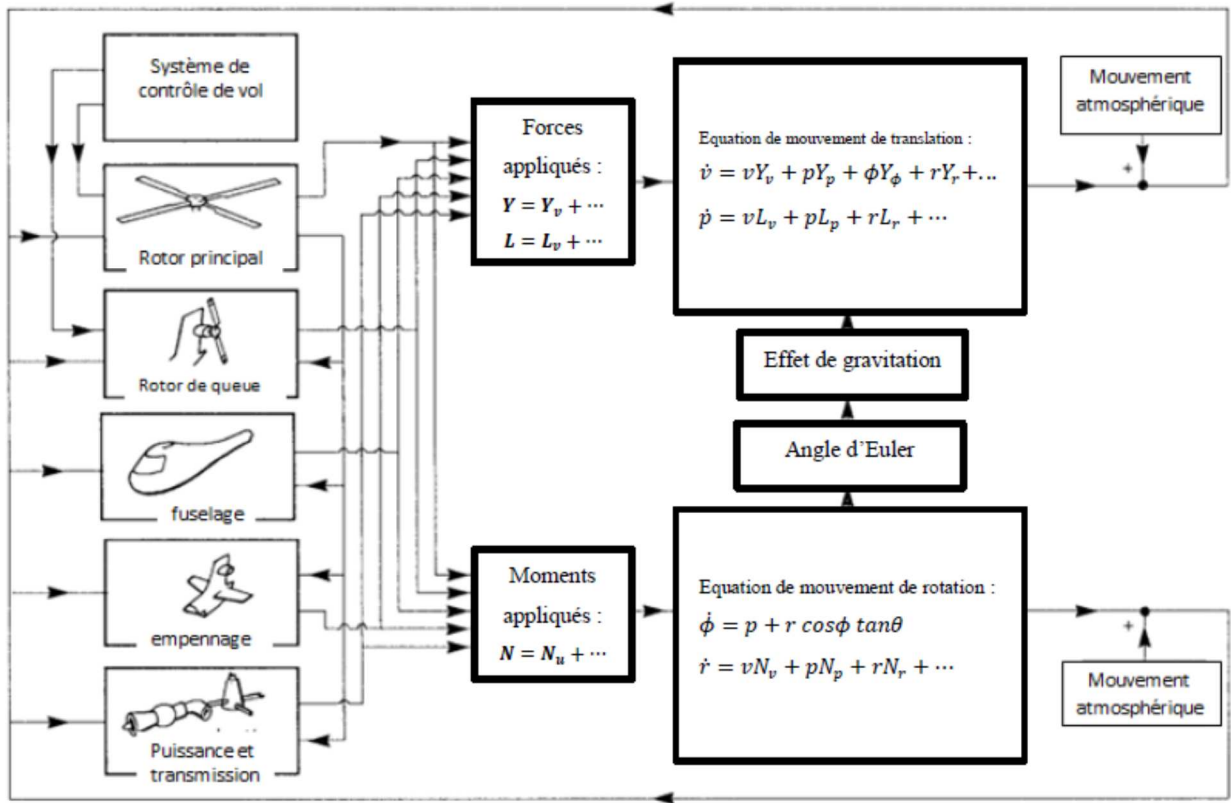 Système de
contrôle de vol
Rotor principal
Rotor de queue
fuselage
empennage
Puissance et
transmission
Forces
appliqués :
Y = Y_v + ⋯
L = L_v + ⋯
Moments
appliqués :
N = N_u + ⋯
Equation de mouvement de translation :
v̇ = vY_v + pY_p + ϕY_ϕ + rY_r +...
ṗ = vL_v + pL_p + rL_r + ⋯
Effet de gravitation
Angle d’Euler
Equation de mouvement de rotation :
ϕ̇ = p + r cosϕ tanθ
ṙ = vN_v + pN_p + rN_r + ⋯
Mouvement
atmosphérique
+
+
Mouvement
atmosphérique